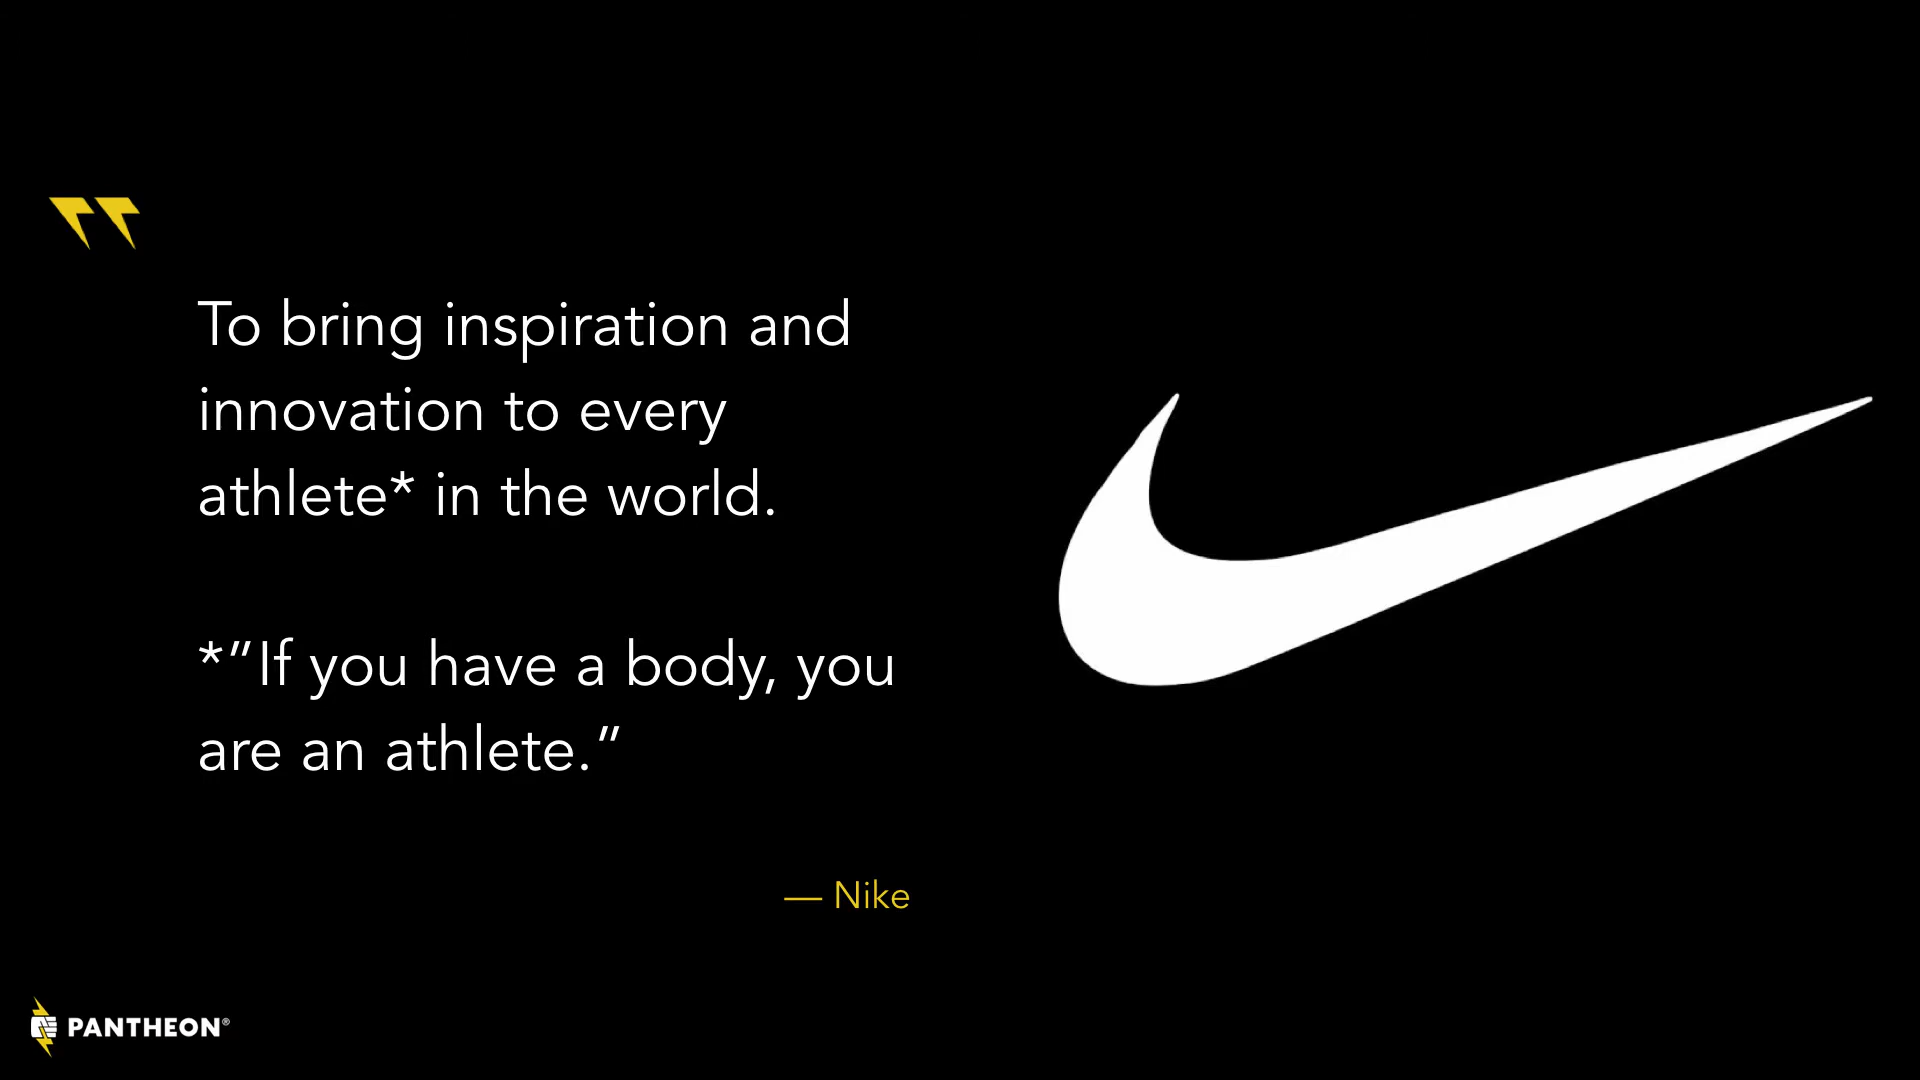 To bring inspiration and
innovation to every
athlete* in the world.
*”If you have a body, you
are an athlete.”
— Nike
PANTHEON®